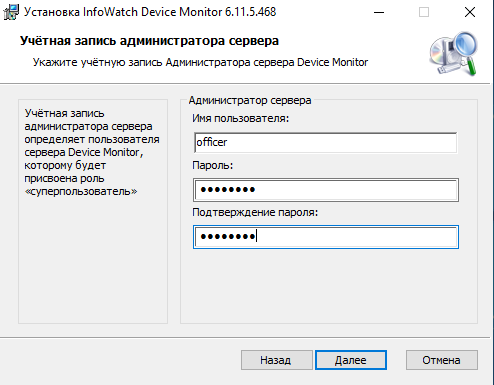 Установка InfoWatch Device Monitor 6.11.5.468
Учётная запись администратора сервера
Укажите учётную запись Администратора сервера Device Monitor
Учётная запись
администратора сервера
определяет пользователя
сервера Device Monitor,
которому будет
присвоена роль
«суперпользователь»
Администратор сервера
Имя пользователя:
officer
Пароль:
●●●●●●●●
Подтверждение пароля:
●●●●●●●●
Назад
Далее
Отмена